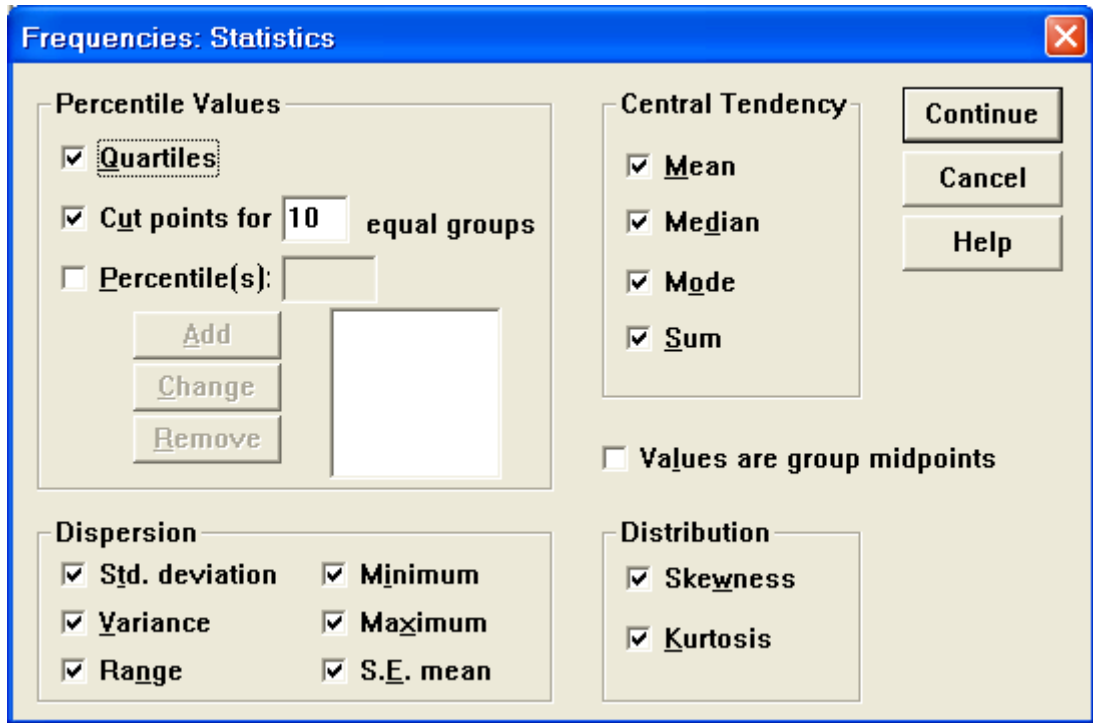 Frequencies: Statistics
Percentile Values
Quartiles
Cut points for 10 equal groups
Percentile(s):
Add
Change
Remove
Central Tendency
Mean
Median
Mode
Sum
Continue
Cancel
Help
Values are group midpoints
Dispersion
Std. deviation
Variance
Range
Minimum
Maximum
S.E. mean
Distribution
Skewness
Kurtosis